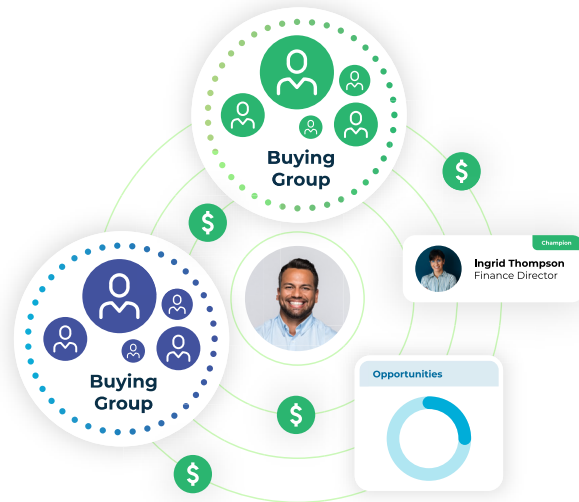 Buying
Group
$
$
Champion
Ingrid Thompson
Finance Director
Buying
Group
Opportunities
$
$